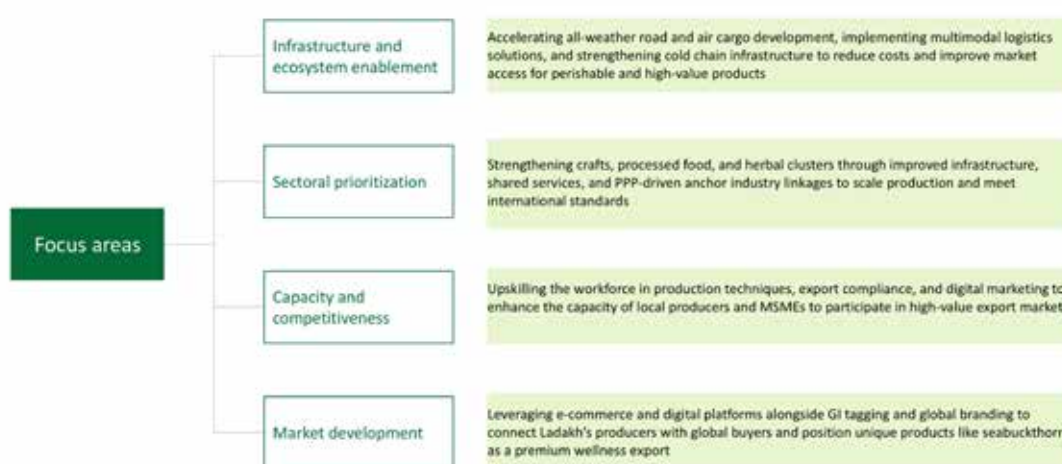 Infrastructure and
ecosystem enablement
Accelerating all-weather road and air cargo development, implementing multimodal logistics
solutions, and strengthening cold chain infrastructure to reduce costs and improve market
access for perishable and high-value products
Sectoral prioritization
Strengthening crafts, processed food, and herbal clusters through improved infrastructure,
shared services, and PPP-driven anchor industry linkages to scale production and meet
international standards
Focus areas
Capacity and
competitiveness
Upskilling the workforce in production techniques, export compliance, and digital marketing to
enhance the capacity of local producers and MSMEs to participate in high-value export market
Market development
Leveraging e-commerce and digital platforms alongside GI tagging and global branding to
connect Ladakh's producers with global buyers and position unique products like seabuckthorn
as a premium wellness export